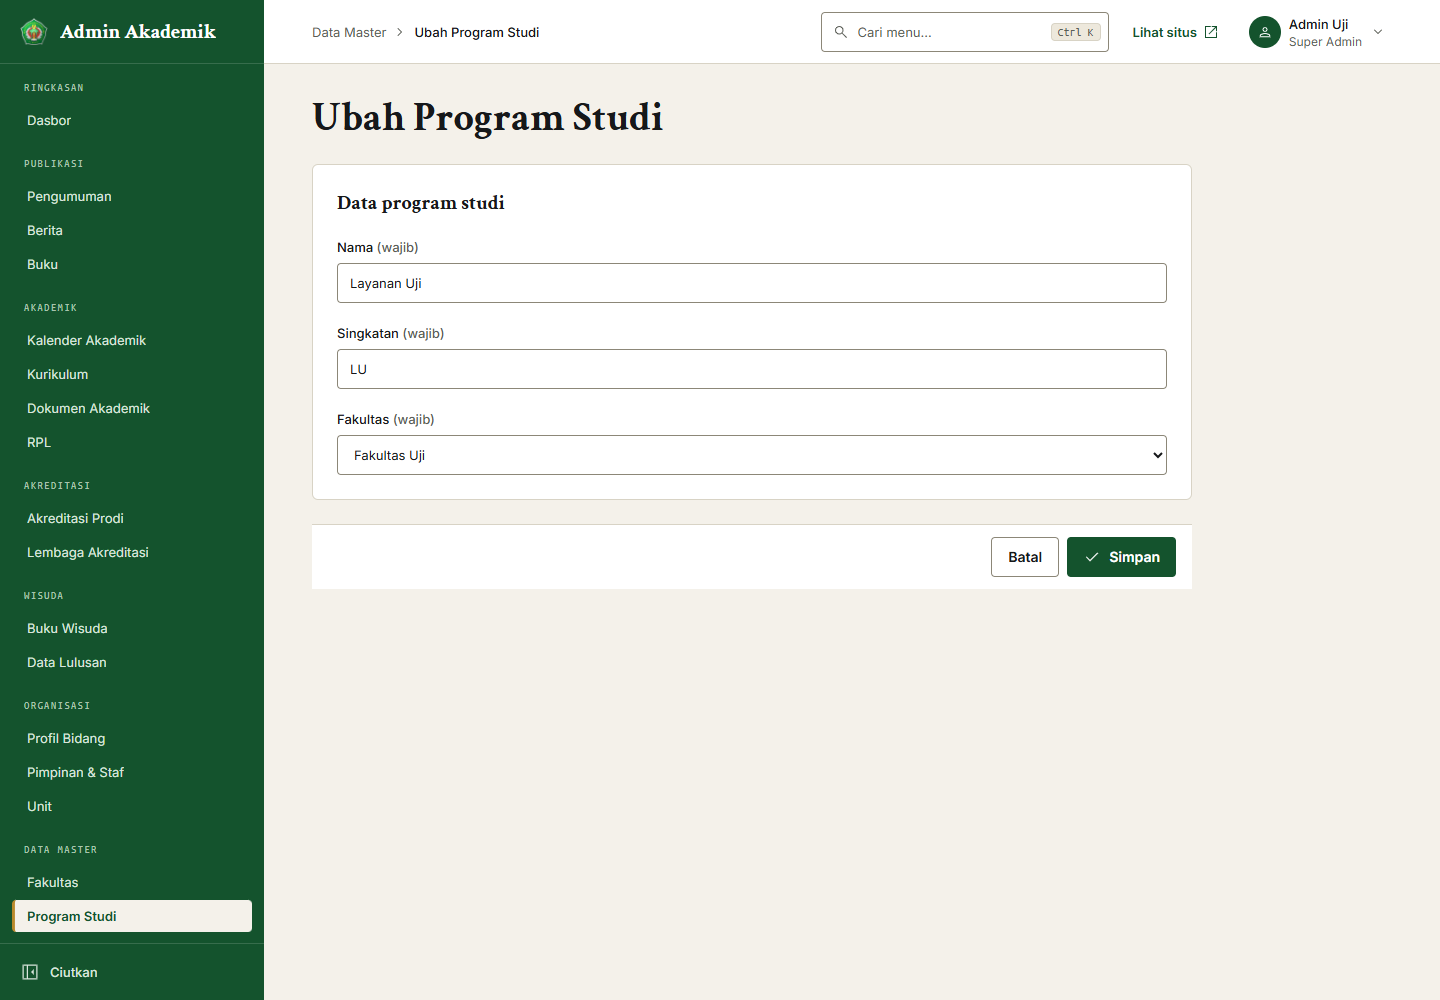 Admin Akademik
RINGKASAN
Dasbor
PUBLIKASI
Pengumuman
Berita
Buku
AKADEMIK
Kalender Akademik
Kurikulum
Dokumen Akademik
RPL
AKREDITASI
Akreditasi Prodi
Lembaga Akreditasi
WISUDA
Buku Wisuda
Data Lulusan
ORGANISASI
Profil Bidang
Pimpinan & Staf
Unit
DATA MASTER
Fakultas
Program Studi
Ciutkan
Data Master > Ubah Program Studi
Cari menu... Ctrl K
Lihat situs
Admin Uji
Super Admin
Ubah Program Studi
Data program studi
Nama (wajib)
Layanan Uji
Singkatan (wajib)
LU
Fakultas (wajib)
Fakultas Uji
Batal
Simpan